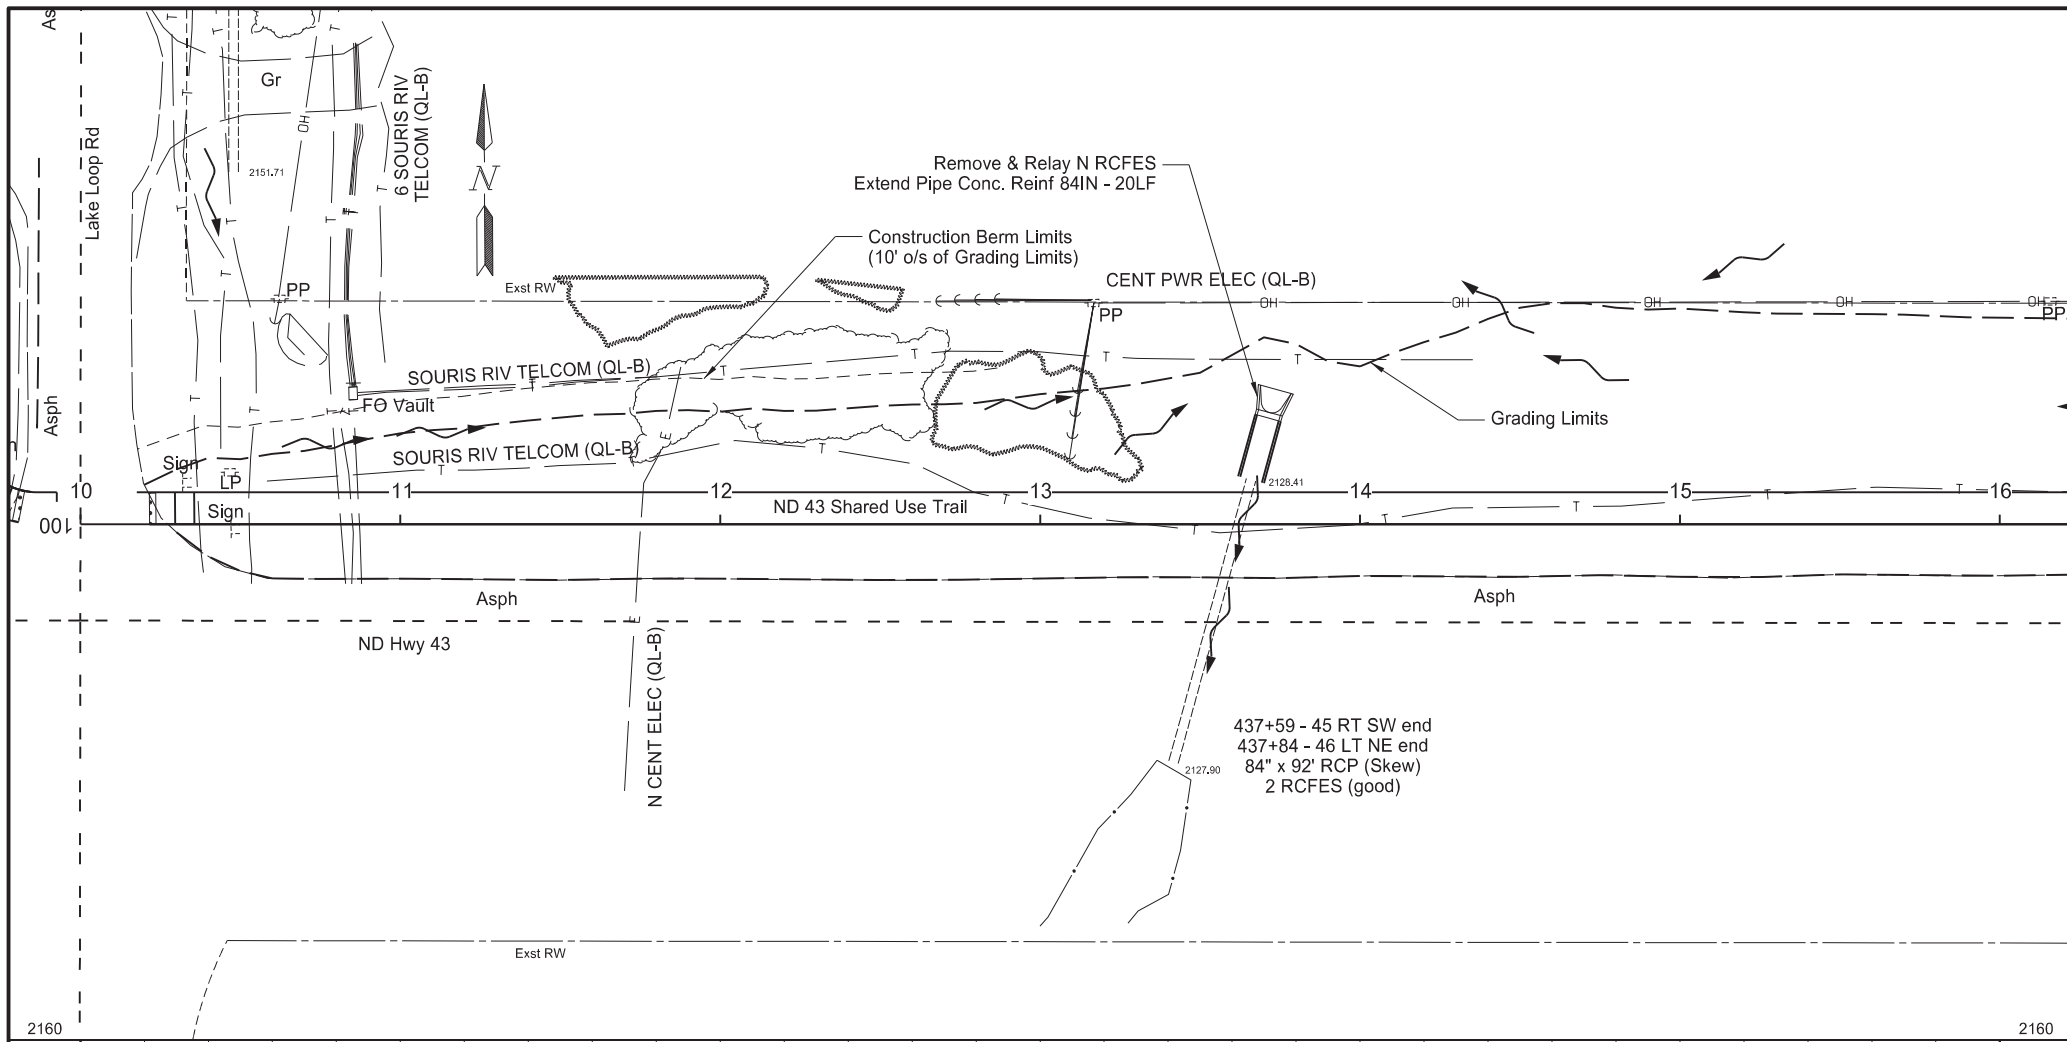 As
Asph
Lake Loop Rd
Gr
OH
2151.71
6 SOURIS RIV
TELCOM (QL-B)
N
Remove & Relay N RCFES
Extend Pipe Conc. Reinf 84IN - 20LF
Construction Berm Limits
(10' o/s of Grading Limits)
Exst RW
CENT PWR ELEC (QL-B)
PP
PP
OH
OH
OH
OH
OH
PP
SOURIS RIV TELCOM (QL-B)
FO Vault
Grading Limits
SOURIS RIV TELCOM (QL-B)
Sign
LP
2128.41
10
11
12
13
14
15
16
ND 43 Shared Use Trail
Sign
100
Asph
Asph
ND Hwy 43
N CENT ELEC (QL-B)
437+59 - 45 RT SW end
437+84 - 46 LT NE end
84" x 92' RCP (Skew)
2 RCFES (good)
2127.90
Exst RW
2160
2160